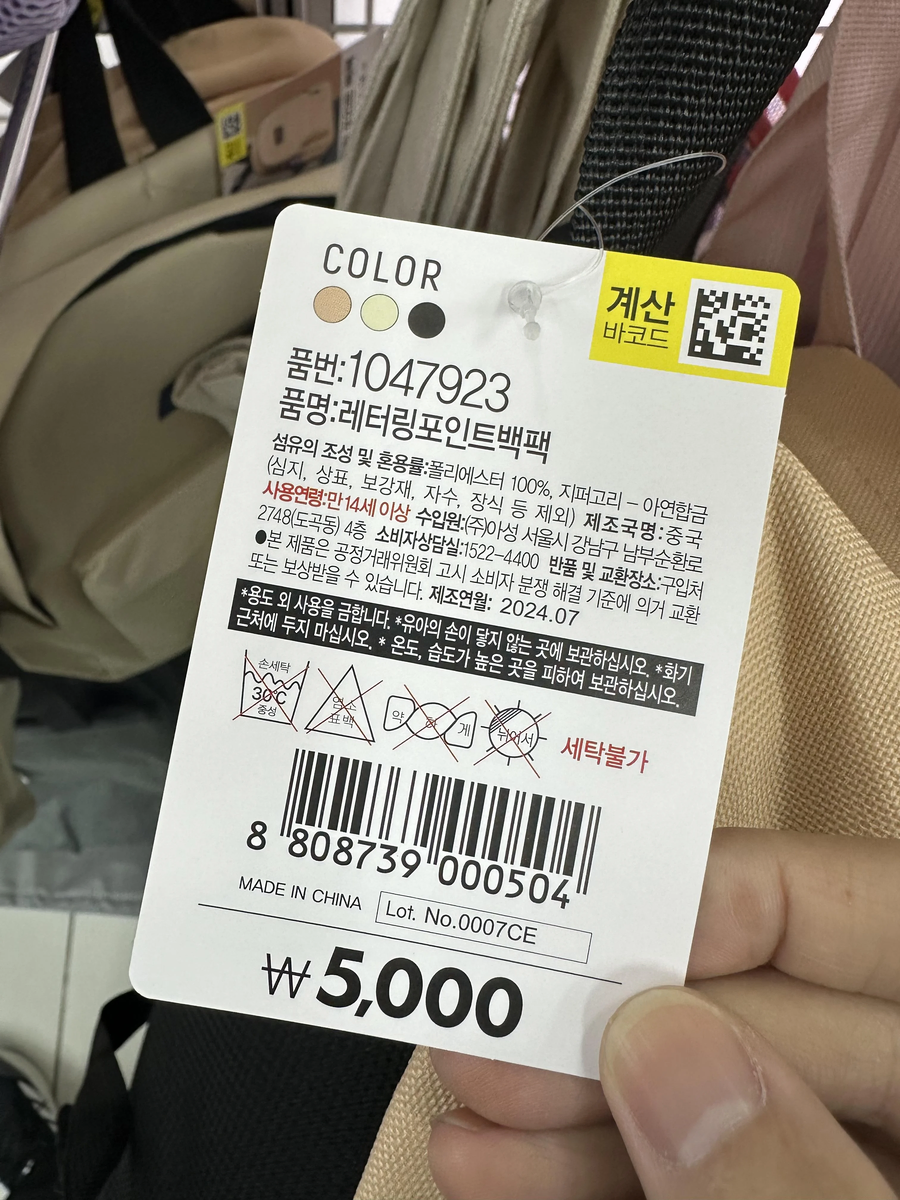 COLOR
계산
바코드
품번:1047923
품명:레터링포인트백팩
섬유의 조성 및 혼용률:폴리에스터 100%, 지퍼고리 – 아연합금
(심지, 상표, 보강재, 자수, 장식 등 제외) 제조국명:중국
사용연령:만 14세 이상 수입원:(주)아성 서울시 강남구 남부순환로
2748(도곡동) 4층 소비자상담실:1522-4400 반품 및 교환장소:구입처
●본 제품은 공정거래위원회 고시 소비자 분쟁 해결 기준에 의거 교환
또는 보상받을 수 있습니다. 제조연월: 2024.07
*용도 외 사용을 금합니다. *유아의 손이 닿지 않는 곳에 보관하십시오. *화기
근처에 두지 마십시오. * 온도, 습도가 높은 곳을 피하여 보관하십시오.
손세탁
30℃
중성
염소
표백
약 하 게
뉘어서
세탁불가
8 808739 000504
MADE IN CHINA
Lot. No.0007CE
₩5,000